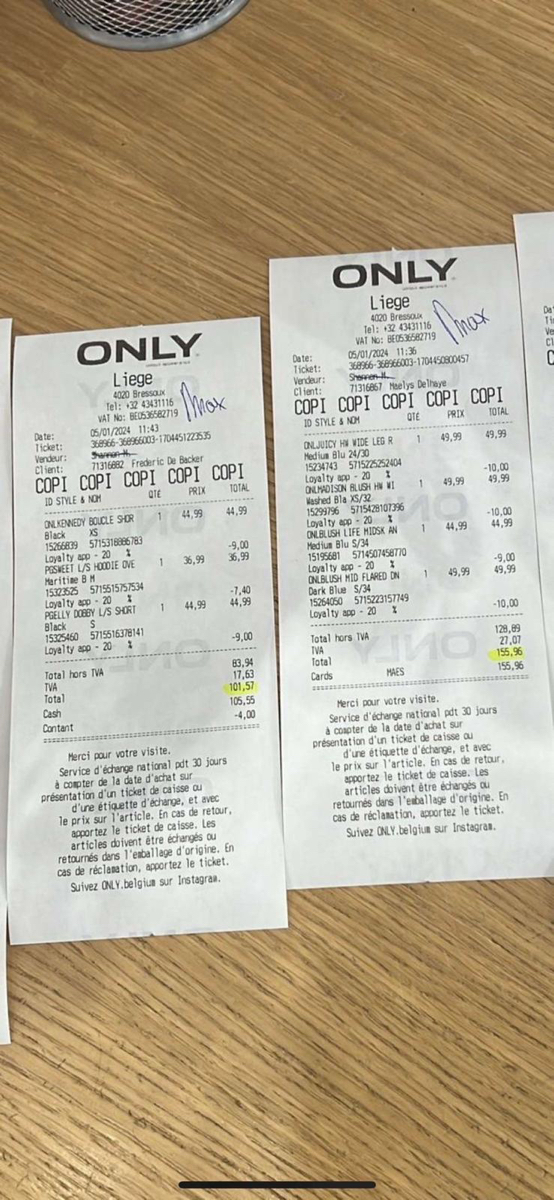 ONLY
Liege
4020 Bressoux
Tel: +32 43431116
VAT No: BE0536582719
Max
Date: 05/01/2024 11:43
Ticket: 368966-368966003-1704451223535
Vendeur: Shannon M.
Client: 71316882 Frederic De Backer
COPI COPI COPI COPI COPI
ID STYLE & NOM QTE PRIX TOTAL
ONLKENNEDY BOUCLE SHOR 1 44,99 44,99
Black XS
15266839 5715318886783
Loyalty app - 20 % -9,00
PGSWEET L/S HOODIE OVE 1 36,99 36,99
Maritime B M
15323525 5715515757534
Loyalty app - 20 % -7,40
PGELLY DOBBY L/S SHORT 1 44,99 44,99
Black S
15325460 5715516378141
Loyalty app - 20 % -9,00
Total hors TVA 83,94
TVA 17,63
Total 101,57
Cash 105,55
Contant -4,00
Merci pour votre visite.
Service d'échange national pdt 30 jours
à compter de la date d'achat sur
présentation d'un ticket de caisse ou
d'une étiquette d'échange, et avec
le prix sur l'article. En cas de retour,
apportez le ticket de caisse. Les
articles doivent être échangés ou
retournés dans l'emballage d'origine. En
cas de réclamation, apportez le ticket.
Suivez ONLY.belgium sur Instagram.
ONLY
Liege
4020 Bressoux
Tel: +32 43431116
VAT No: BE0536582719
Max
Date: 05/01/2024 11:36
Ticket: 368966-368966003-1704450800457
Vendeur: Shannon M.
Client: 71316867 Maelys Delhaye
COPI COPI COPI COPI COPI
ID STYLE & NOM QTE PRIX TOTAL
ONLJUICY HW WIDE LEG R 1 49,99 49,99
Medium Blu 24/30
15234743 5715225252404
Loyalty app - 20 % -10,00
ONLMADISON BLUSH HW WI 1 49,99 49,99
Washed Bla XS/32
15299796 5715428107396
Loyalty app - 20 % -10,00
ONLBLUSH LIFE MIDSK AN 1 44,99 44,99
Medium Blu S/34
15195681 5714507458770
Loyalty app - 20 % -9,00
ONLBLUSH MID FLARED DN 1 49,99 49,99
Dark Blue S/34
15264050 5715223157749
Loyalty app - 20 % -10,00
Total hors TVA 128,89
TVA 27,07
Total 155,96
Cards MAES 155,96
Merci pour votre visite.
Service d'échange national pdt 30 jours
à compter de la date d'achat sur
présentation d'un ticket de caisse ou
d'une étiquette d'échange, et avec
le prix sur l'article. En cas de retour,
apportez le ticket de caisse. Les
articles doivent être échangés ou
retournés dans l'emballage d'origine. En
cas de réclamation, apportez le ticket.
Suivez ONLY.belgium sur Instagram.